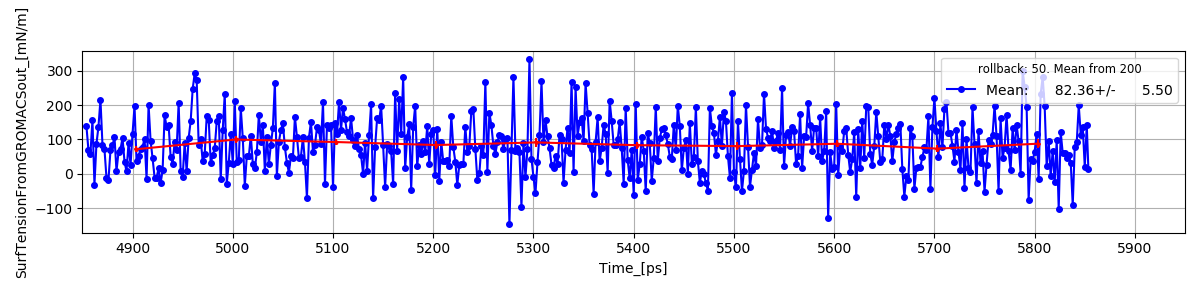 SurfTensionFromGROMACSout_[mN/m]
300
200
100
0
−100
rollback: 50. Mean from 200
Mean: 82.36+/- 5.50
4900 5000 5100 5200 5300 5400 5500 5600 5700 5800 5900
Time_[ps]